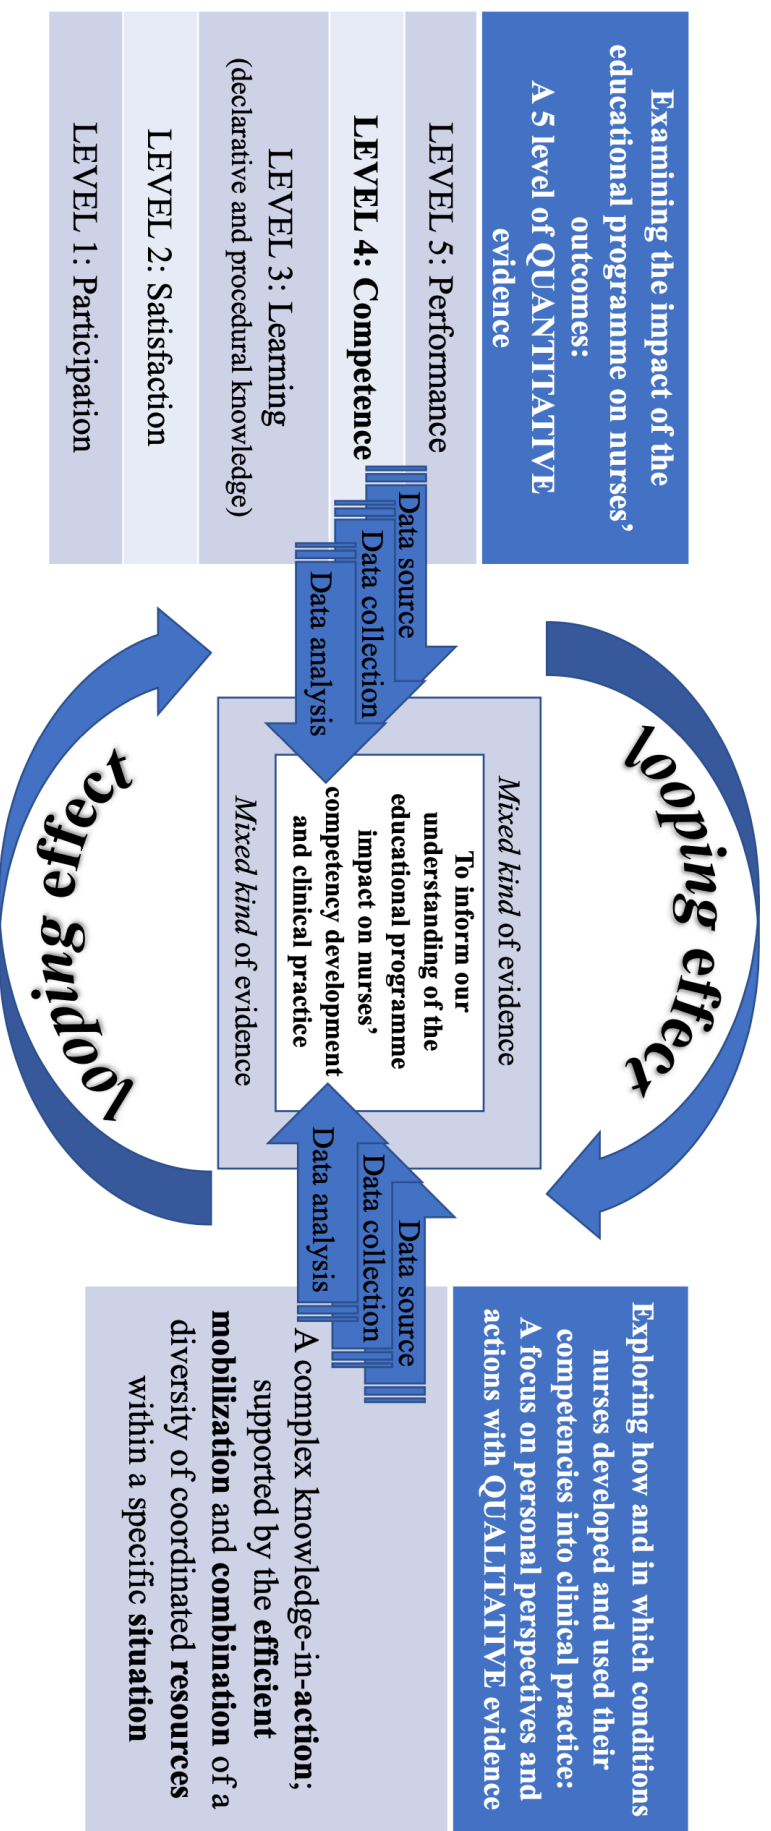 Examining the impact of the
educational programme on nurses’
outcomes:
A 5 level of QUANTITATIVE
evidence
LEVEL 5: Performance
LEVEL 4: Competence
LEVEL 3: Learning
(declarative and procedural knowledge)
LEVEL 2: Satisfaction
LEVEL 1: Participation
Data source
Data collection
Data analysis
looping effect
Mixed kind of evidence
To inform our
understanding of the
educational programme
impact on nurses’
competency development
and clinical practice
Mixed kind of evidence
looping effect
Exploring how and in which conditions
nurses developed and used their
competencies into clinical practice:
A focus on personal perspectives and
actions with QUALITATIVE evidence
Data source
Data collection
Data analysis
A complex knowledge-in-action;
supported by the efficient
mobilization and combination of a
diversity of coordinated resources
within a specific situation